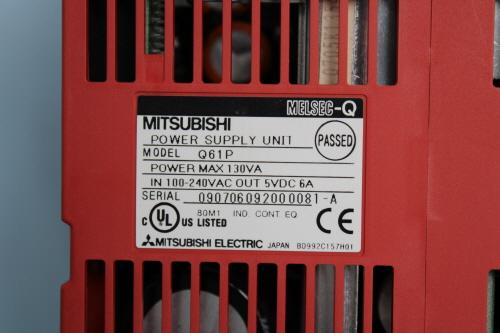 MELSEC-Q
MITSUBISHI
POWER SUPPLY UNIT
PASSED
MODEL Q61P
POWER MAX 130VA
IN 100-240VAC OUT 5VDC 6A
SERIAL 090706092000081-A
C UL US LISTED CE
80M1 IND. CONT. EQ.
MITSUBISHI ELECTRIC JAPAN BD992C157H01